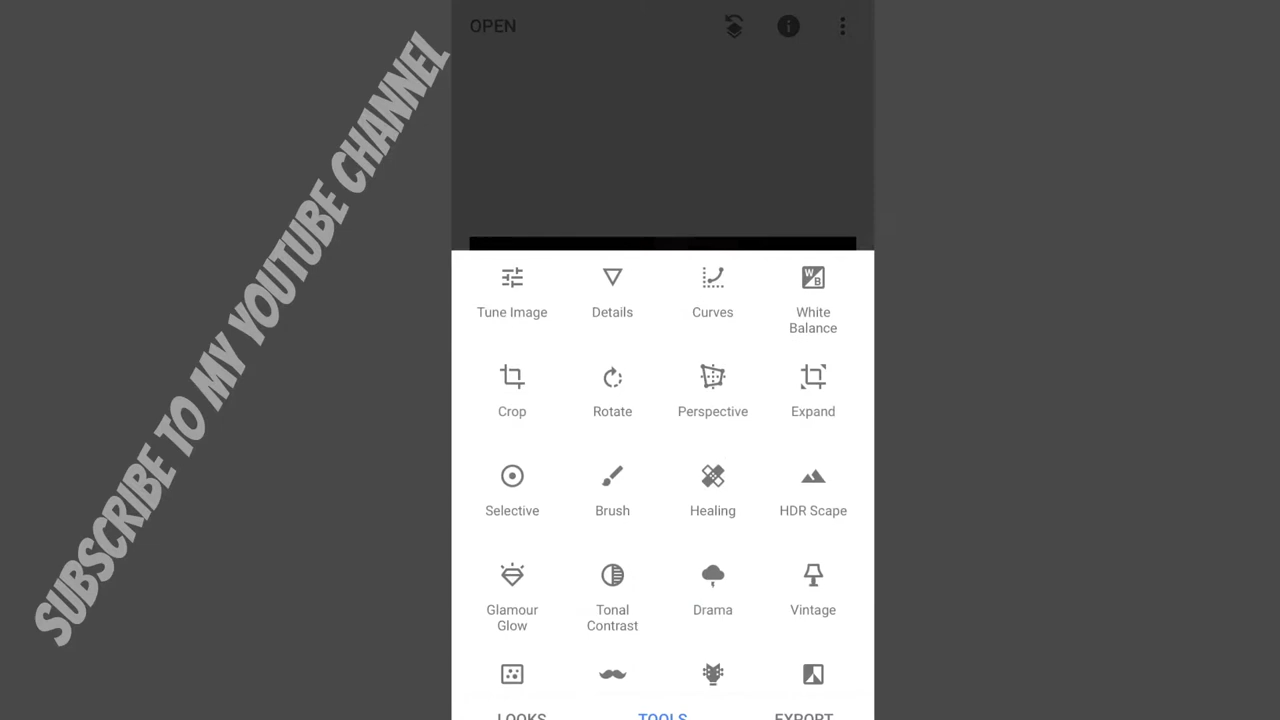 OPEN
SUBSCRIBE TO MY YOUTUBE CHANNEL
Tune Image
Details
Curves
White
Balance
W
B
Crop
Rotate
Perspective
Expand
Selective
Brush
Healing
HDR Scape
Glamour
Glow
Tonal
Contrast
Drama
Vintage
LOOKS
TOOLS
EXPORT